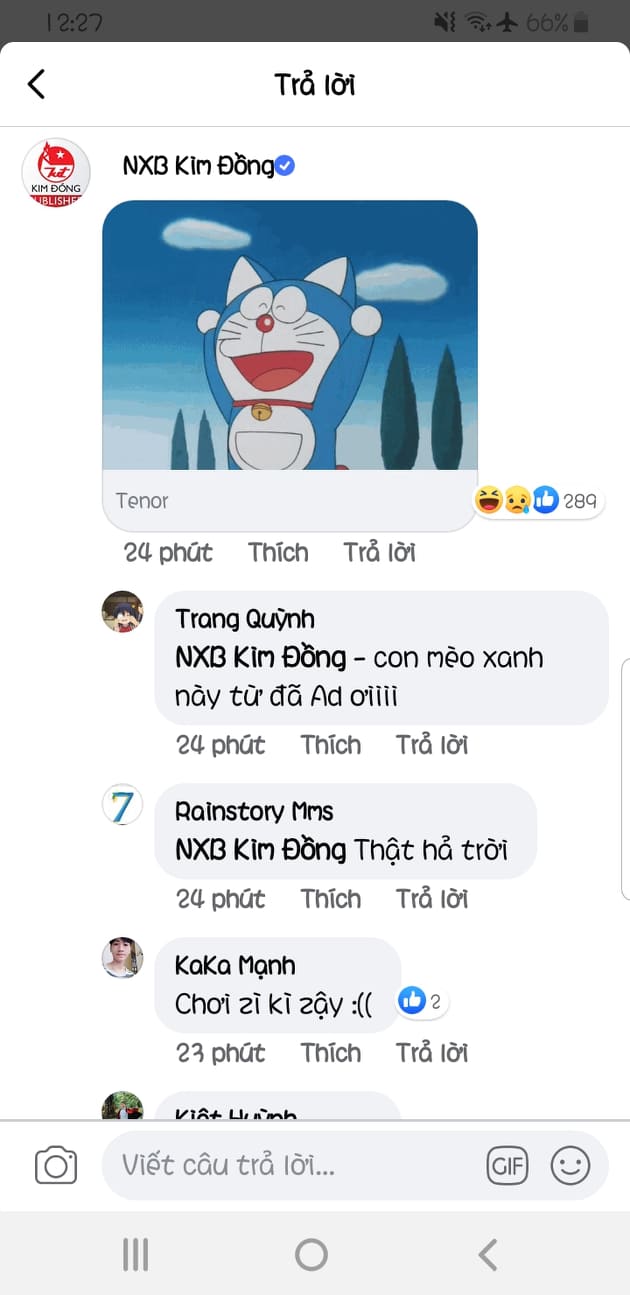 12:27
66%
Trả lời
NXB Kim Đồng
KIM ĐỒNG
Tenor
289
24 phút Thích Trả lời
Trang Quỳnh
NXB Kim Đồng - con mèo xanh
này từ đã Ad ơiiii
24 phút Thích Trả lời
7
Rainstory Mms
NXB Kim Đồng Thật hả trời
24 phút Thích Trả lời
KaKa Mạnh
Chơi zì kì zậy :((
2
23 phút Thích Trả lời
Kiệt Huỳnh
Viết câu trả lời...
GIF